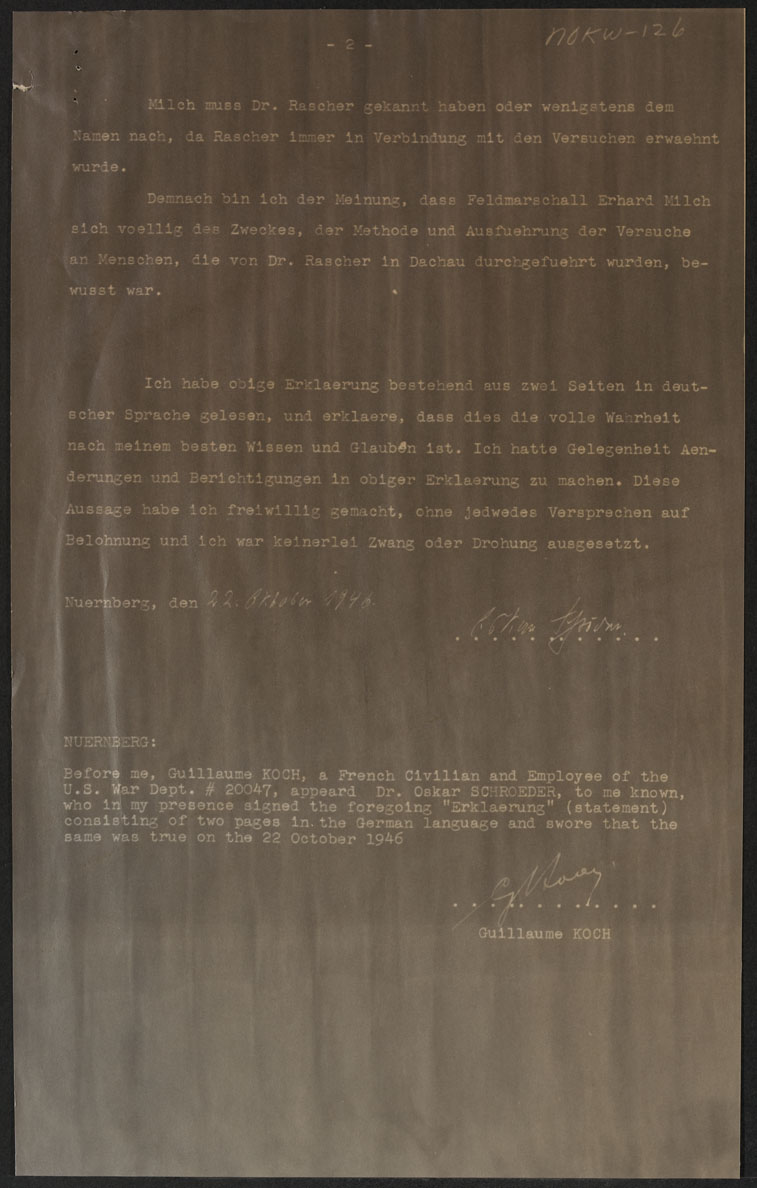 - 2 -
NOKW-126
Milch muss Dr. Rascher gekannt haben oder wenigstens dem
Namen nach, da Rascher immer in Verbindung mit den Versuchen erwaehnt
wurde.
Demnach bin ich der Meinung, dass Feldmarschall Erhard Milch
sich voellig des Zweckes, der Methode und Ausfuehrung der Versuche
an Menschen, die von Dr. Rascher in Dachau durchgefuehrt wurden, be-
wusst war.
Ich habe obige Erklaerung bestehend aus zwei Seiten in deut-
scher Sprache gelesen, und erklaere, dass dies die volle Wahrheit
nach meinem besten Wissen und Glauben ist. Ich hatte Gelegenheit Aen-
derungen und Berichtigungen in obiger Erklaerung zu machen. Diese
Aussage habe ich freiwillig gemacht, ohne jedwedes Versprechen auf
Belohnung und ich war keinerlei Zwang oder Drohung ausgesetzt.
Nuernberg, den 22. Oktober 1946.
NUERNBERG:
Before me, Guillaume KOCH, a French Civilian and Employee of the
U.S. War Dept. # 20047, appeard Dr. Oskar SCHROEDER, to me known,
who in my presence signed the foregoing "Erklaerung" (statement)
consisting of two pages in the German language and swore that the
same was true on the 22 October 1946
G. Koch
Guillaume KOCH